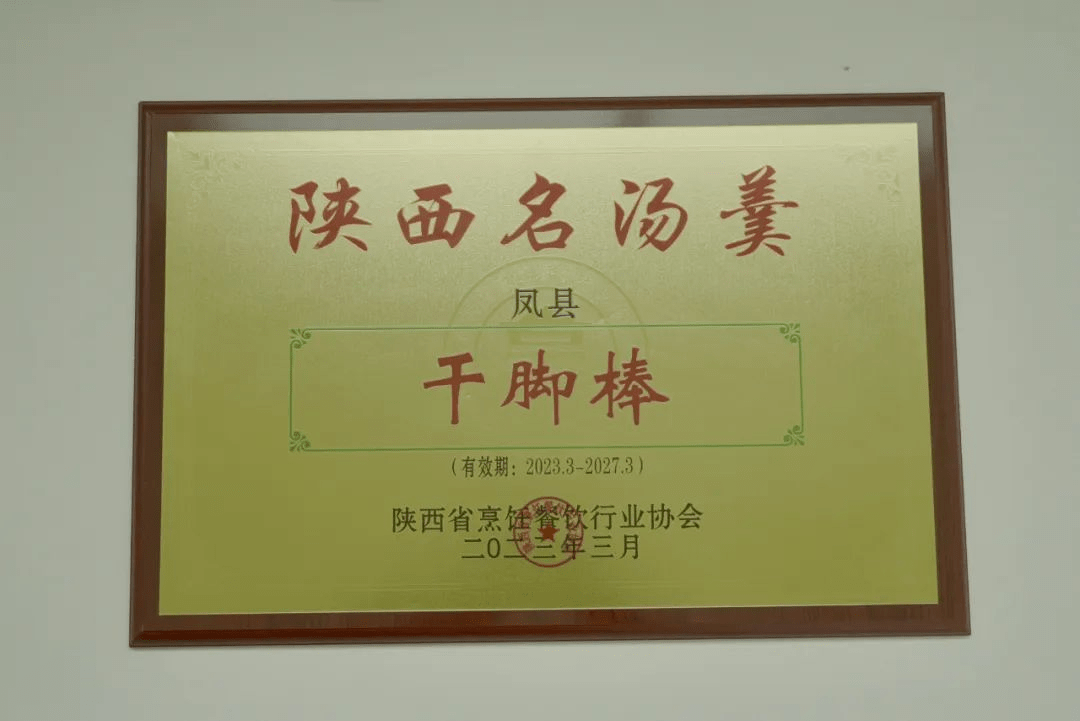 陕西名汤羹
凤县
干脚棒
（有效期：2023.3-2027.3）
陕西省烹饪餐饮行业协会
二〇二三年三月